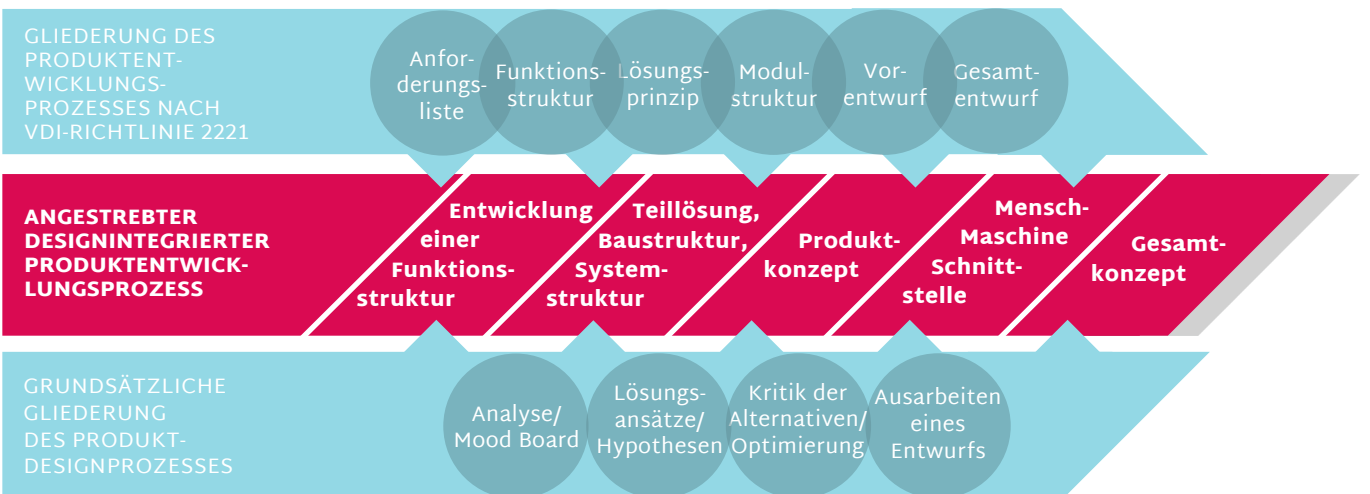 GLIEDERUNG DES
PRODUKTENT-
WICKLUNGS-
PROZESSES NACH
VDI-RICHTLINIE 2221
Anfor-
derungs-
liste
Funktions-
struktur
Lösungs-
prinzip
Modul-
struktur
Vor-
entwurf
Gesamt-
entwurf
ANGESTREBTER
DESIGNINTEGRIERTER
PRODUKTENTWICK-
LUNGSPROZESS
Entwicklung
einer
Funktions-
struktur
Teillösung,
Baustruktur,
System-
struktur
Produkt-
konzept
Mensch-
Maschine
Schnitt-
stelle
Gesamt-
konzept
GRUNDSÄTZLICHE
GLIEDERUNG
DES PRODUKT-
DESIGNPROZESSES
Analyse/
Mood Board
Lösungs-
ansätze/
Hypothesen
Kritik der
Alternativen/
Optimierung
Ausarbeiten
eines
Entwurfs